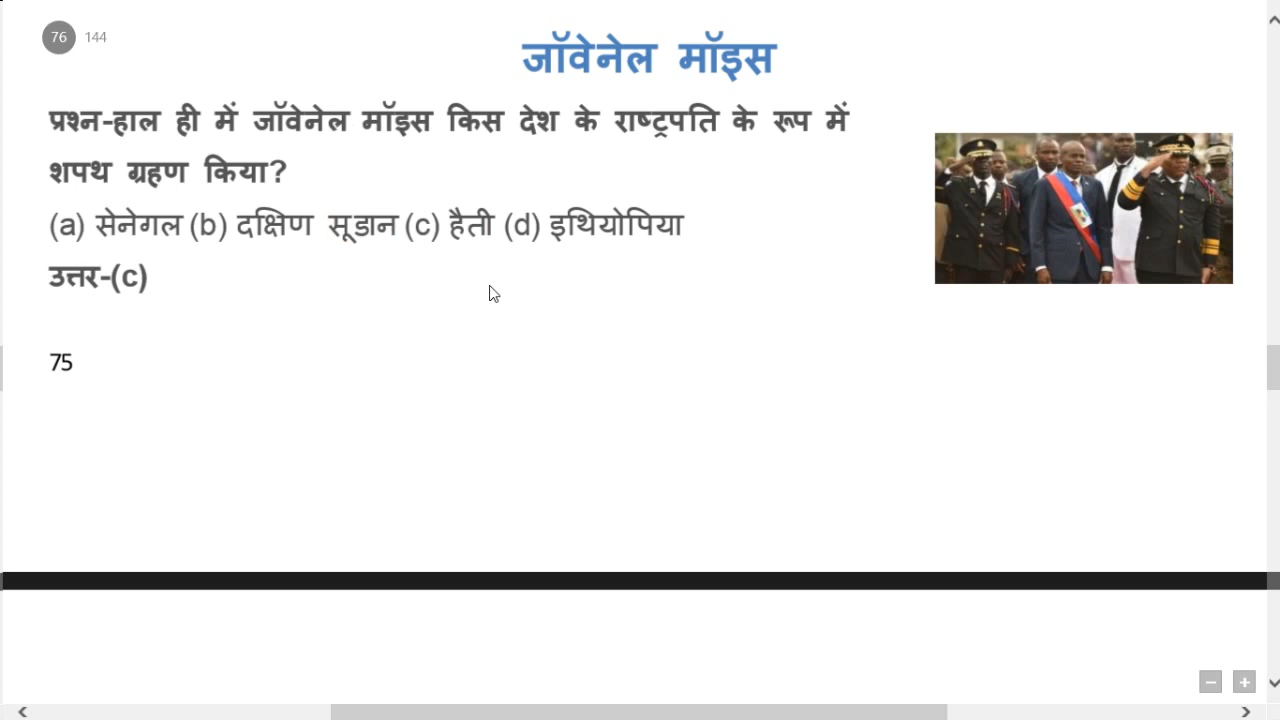 76 144
जॉवेनेल मॉइस
प्रश्न-हाल ही में जॉवेनेल मॉइस किस देश के राष्ट्रपति के रूप में
शपथ ग्रहण किया?
(a) सेनेगल (b) दक्षिण सूडान (c) हैती (d) इथियोपिया
उत्तर-(c)
75